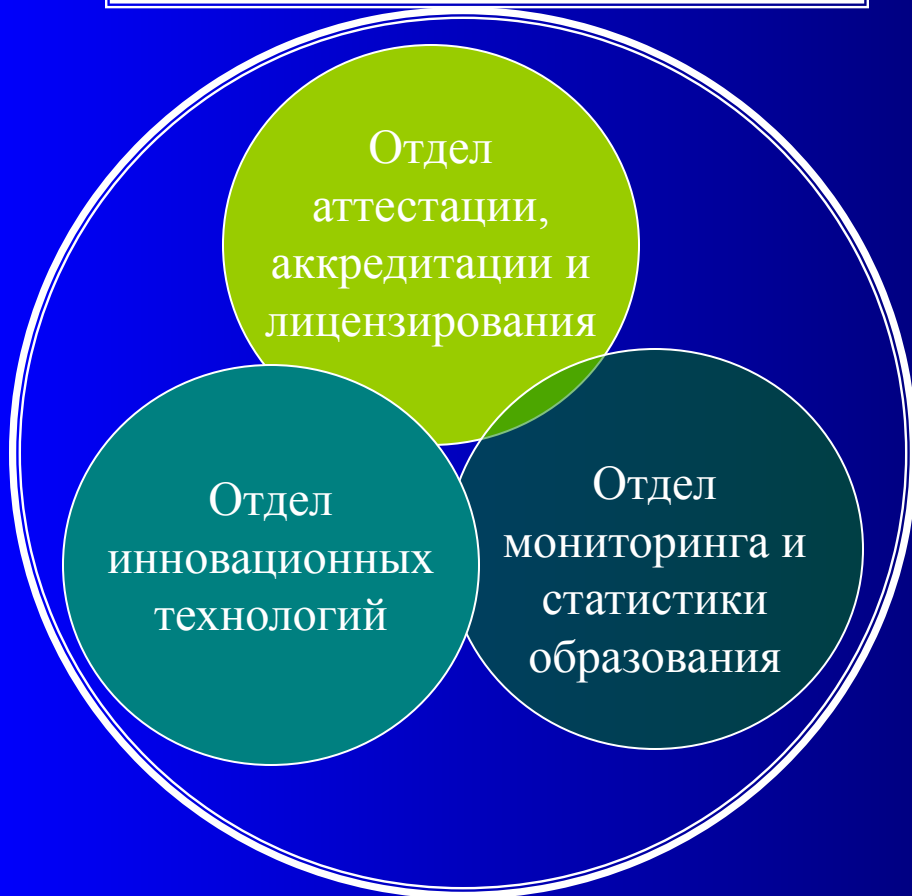 Отдел
аттестации,
аккредитации и
лицензирования
Отдел
инновационных
технологий
Отдел
мониторинга и
статистики
образования